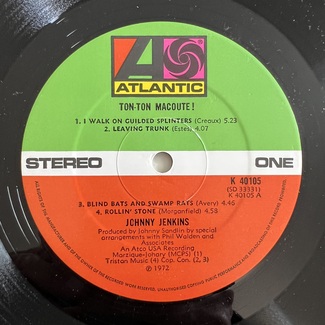 A
ATLANTIC
TON-TON MACOUTE!
1. I WALK ON GUILDED SPLINTERS (Creaux) 5.23
2. LEAVING TRUNK (Estes) 4.07
STEREO
ONE
K 40105
(SD 33331)
K 40105 A
3. BLIND BATS AND SWAMP RATS (Avery) 4.45
4. ROLLIN' STONE (Morganfield) 4.58
JOHNNY JENKINS
Produced by Johnny Sandlin by special
arrangements with Phil Walden and
Associates
An Atco USA Recording
Marzique-Johary (MCPS) (1)
Tristan Music (4) Cop. Con. (2, 3)
℗ 1972